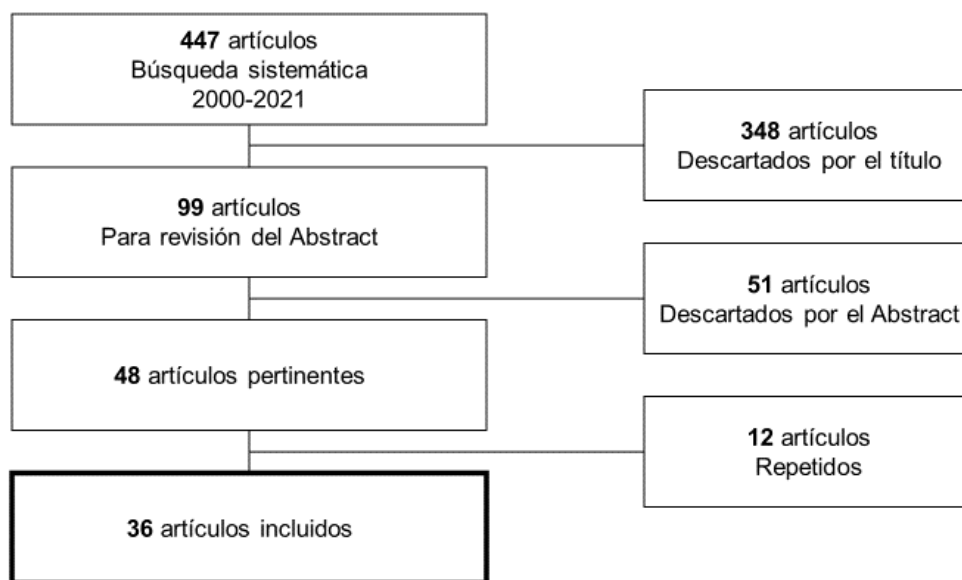 447 artículos
Búsqueda sistemática
2000-2021
348 artículos
Descartados por el título
99 artículos
Para revisión del Abstract
51 artículos
Descartados por el Abstract
48 artículos pertinentes
12 artículos
Repetidos
36 artículos incluidos